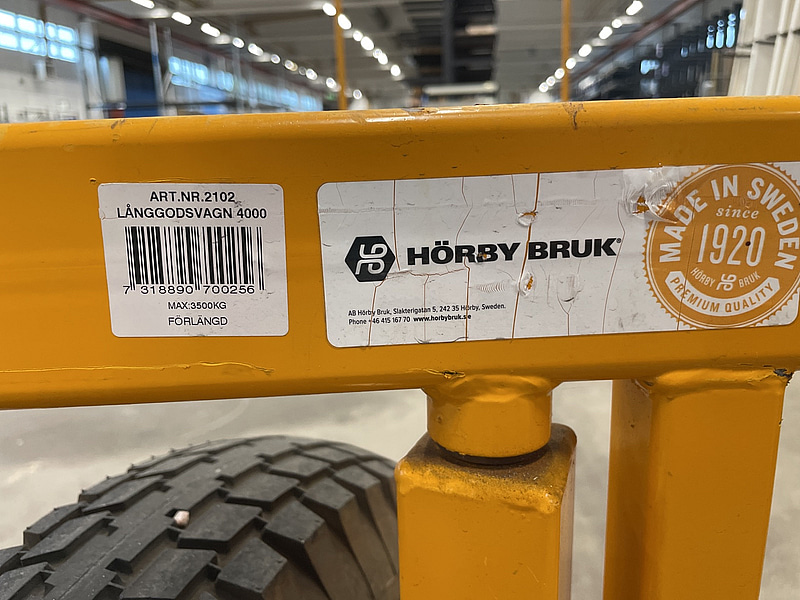 ART.NR.2102
LÅNGGODSVAGN 4000
7 318890 700256
MAX:3500KG
FÖRLÄNGD
HÖRBY BRUK®
AB Hörby Bruk, Slakterigatan 5, 242 35 Hörby, Sweden.
Phone +46 415 167 70 www.horbybruk.se
MADE IN SWEDEN
since
1920
HÖRBY BRUK
PREMIUM QUALITY